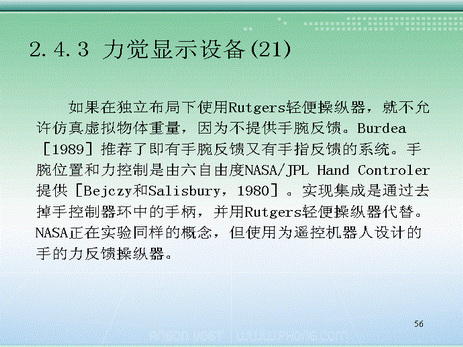 2.4.3 力觉显示设备(21)
如果在独立布局下使用Rutgers轻便操纵器，就不允
许仿真虚拟物体重量，因为不提供手腕反馈。Burdea
［1989］推荐了即有手腕反馈又有手指反馈的系统。手
腕位置和力控制是由六自由度NASA/JPL Hand Controler
提供［Bejczy和Salisbury，1980］。实现集成是通过去
掉手控制器环中的手柄，并用Rutgers轻便操纵器代替。
NASA正在实验同样的概念，但使用为遥控机器人设计的
手的力反馈操纵器。
56